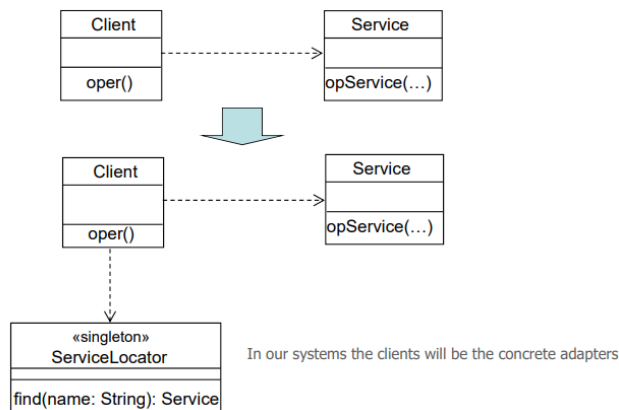 Client
Service
oper()
opService(…)
Client
Service
oper()
opService(…)
«singleton»
ServiceLocator
In our systems the clients will be the concrete adapters
find(name: String): Service